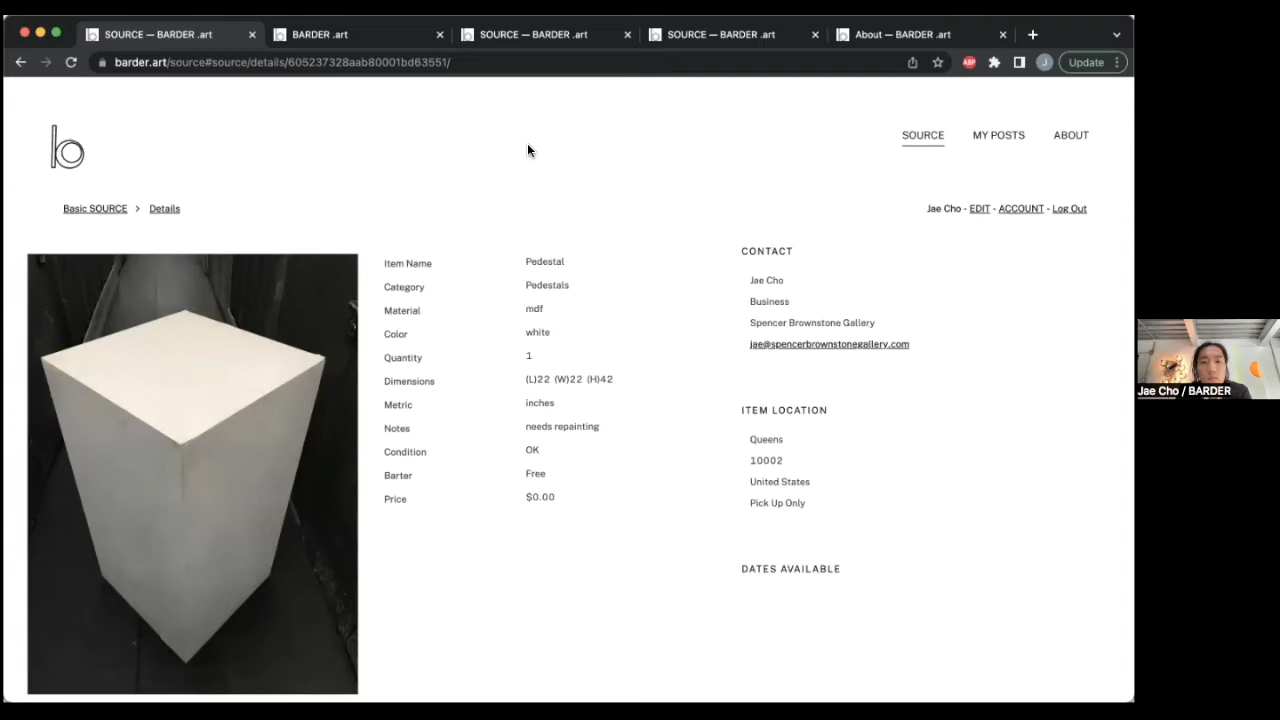 SOURCE — BARDER .art
BARDER .art
SOURCE — BARDER .art
SOURCE — BARDER .art
About — BARDER .art
barder.art/source#source/details/605237328aab80001bd63551/
ABP
J
Update
b
SOURCE
MY POSTS
ABOUT
Basic SOURCE > Details
Jae Cho - EDIT - ACCOUNT - Log Out
Item Name Pedestal
Category Pedestals
Material mdf
Color white
Quantity 1
Dimensions (L)22 (W)22 (H)42
Metric inches
Notes needs repainting
Condition OK
Barter Free
Price $0.00
CONTACT
Jae Cho
Business
Spencer Brownstone Gallery
jae@spencerbrownstonegallery.com
ITEM LOCATION
Queens
10002
United States
Pick Up Only
DATES AVAILABLE
Jae Cho / BARDER